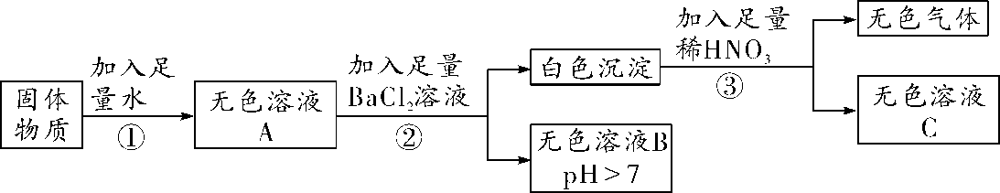 固体
物质
加入足
量水
①
无色溶液
A
加入足量
BaCl₂溶液
②
白色沉淀
无色溶液B
pH>7
加入足量
稀HNO₃
③
无色气体
无色溶液
C